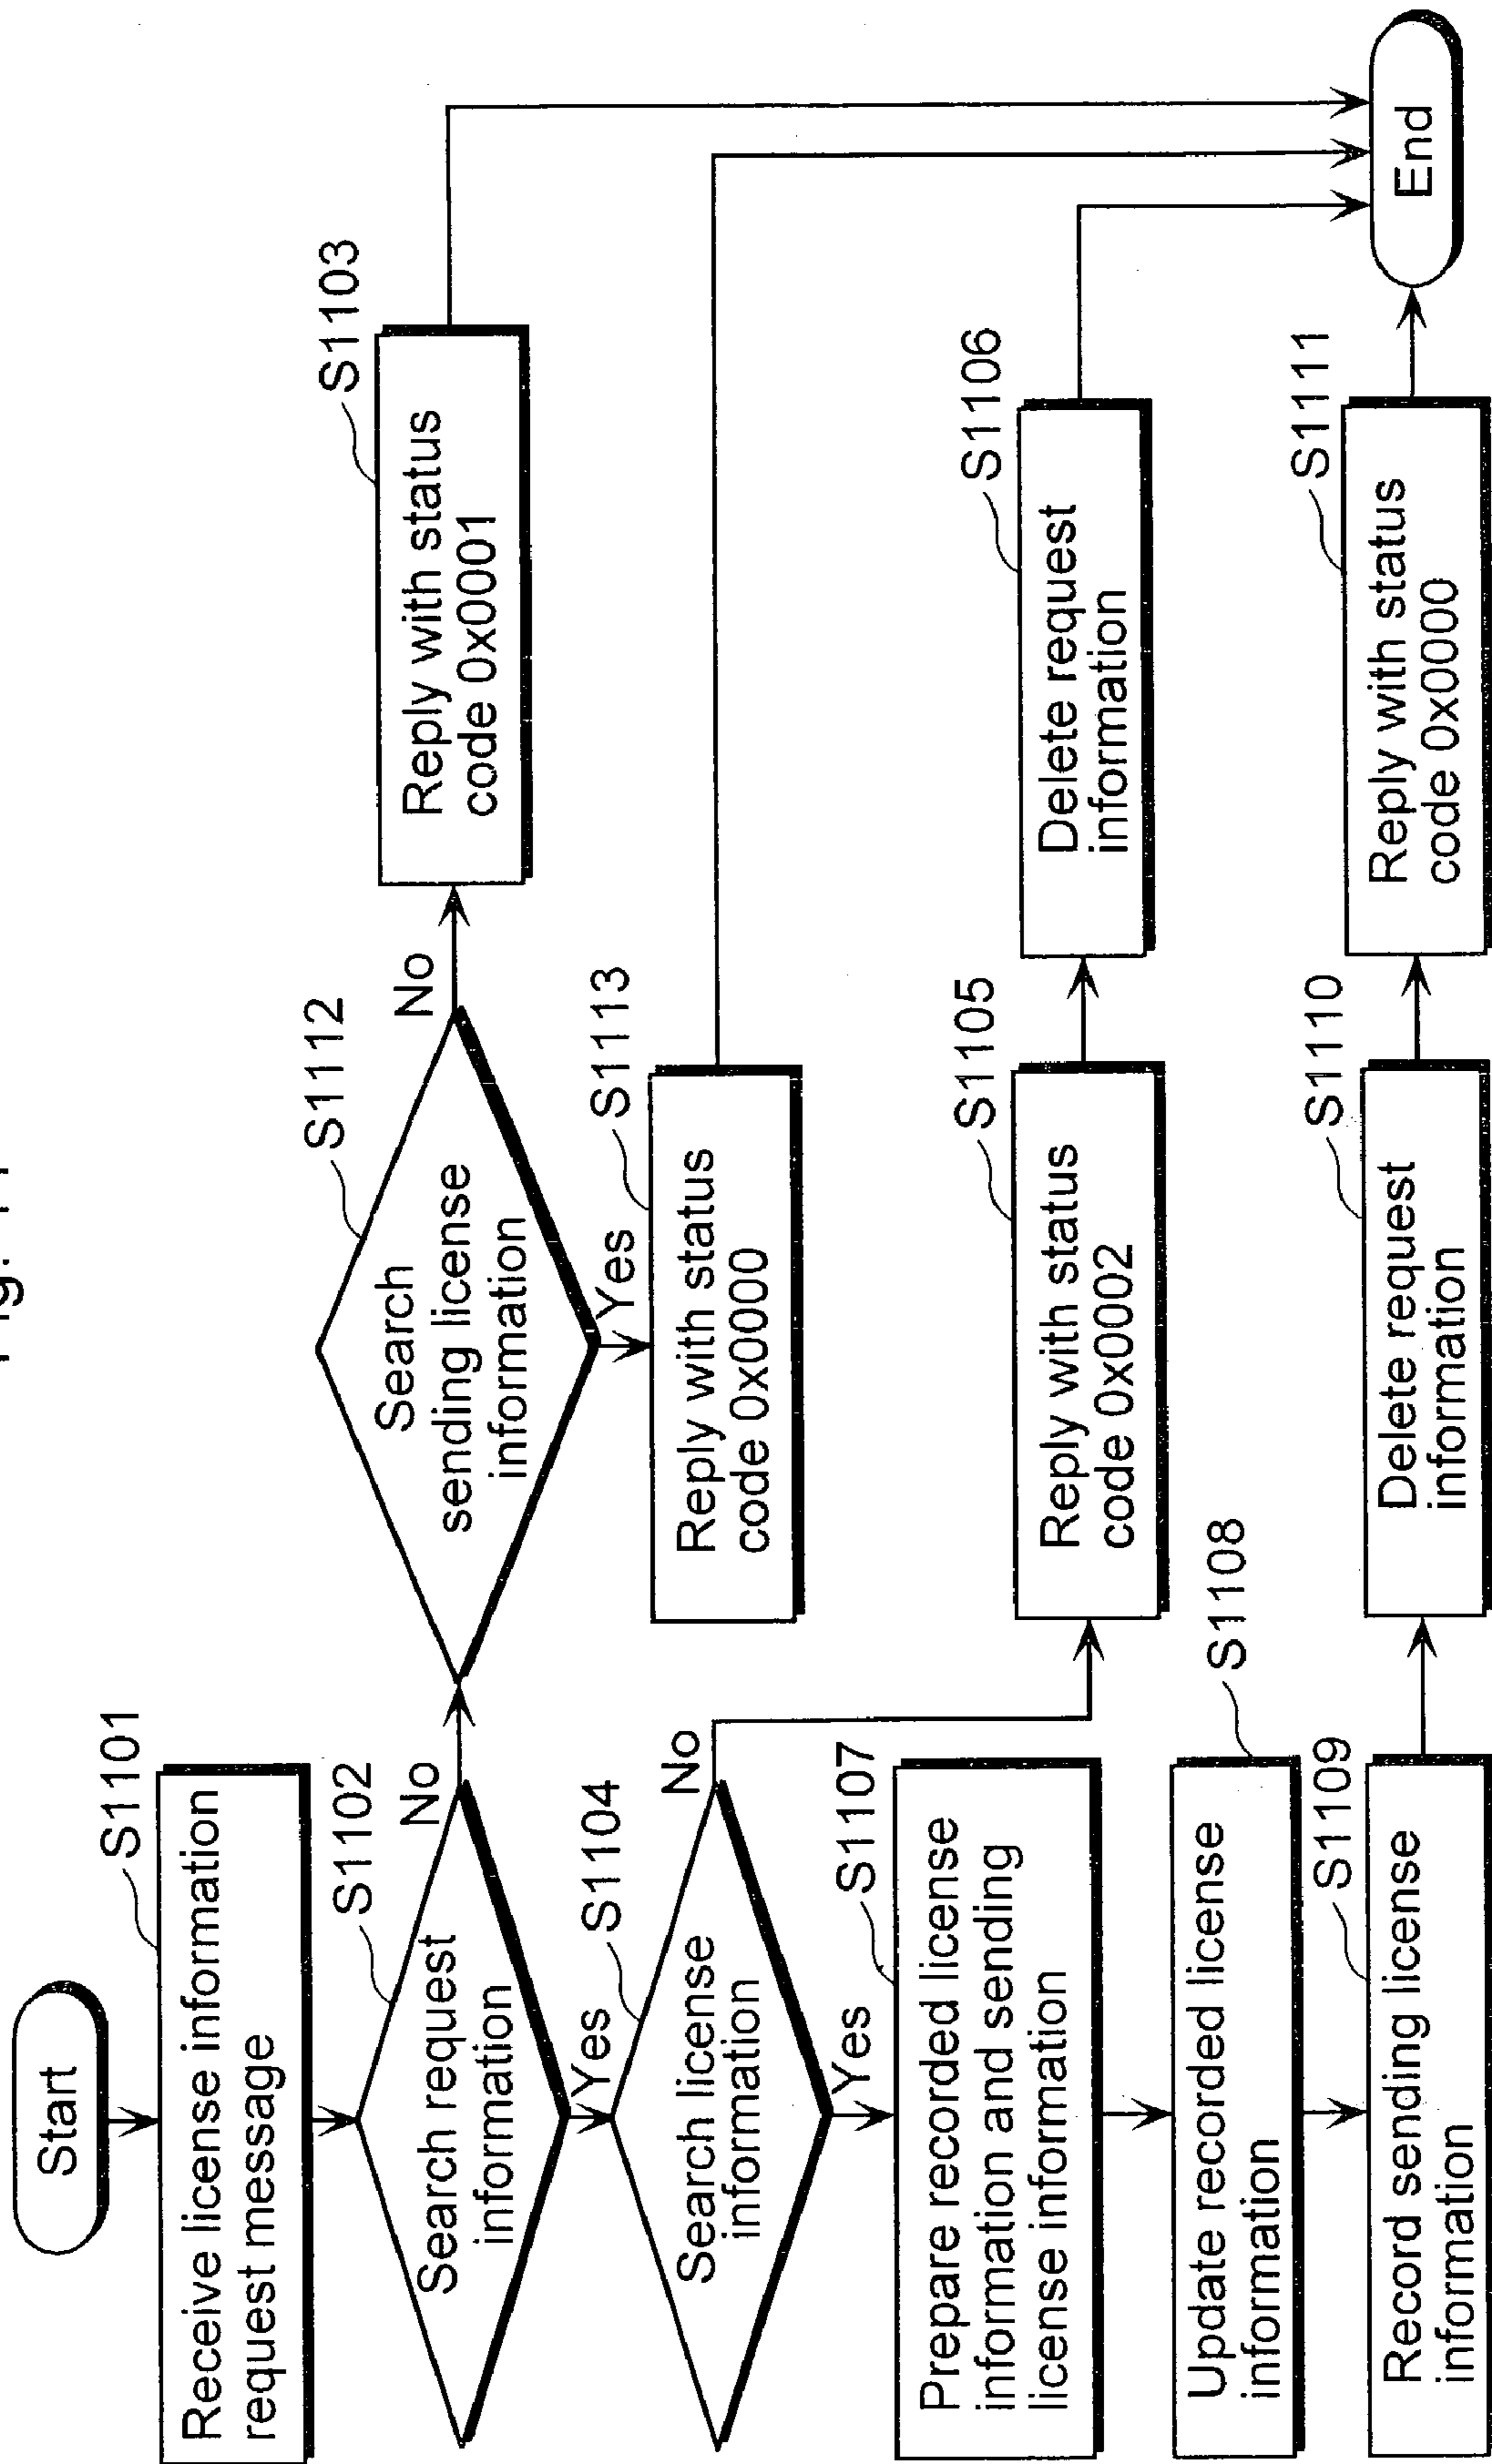 Start
S1101
Receive license information
request message
S1102
Search request
information
No
Yes
S1112
Search
sending license
information
No
Yes
S1103
Reply with status
code 0x0001
S1113
Reply with status
code 0x0000
S1104
Search license
information
No
Yes
S1105
Reply with status
code 0x0002
S1106
Delete request
information
S1107
Prepare recorded license
information and sending
license information
S1108
Update recorded license
information
S1109
Record sending license
information
S1110
Delete request
information
S1111
Reply with status
code 0x0000
End